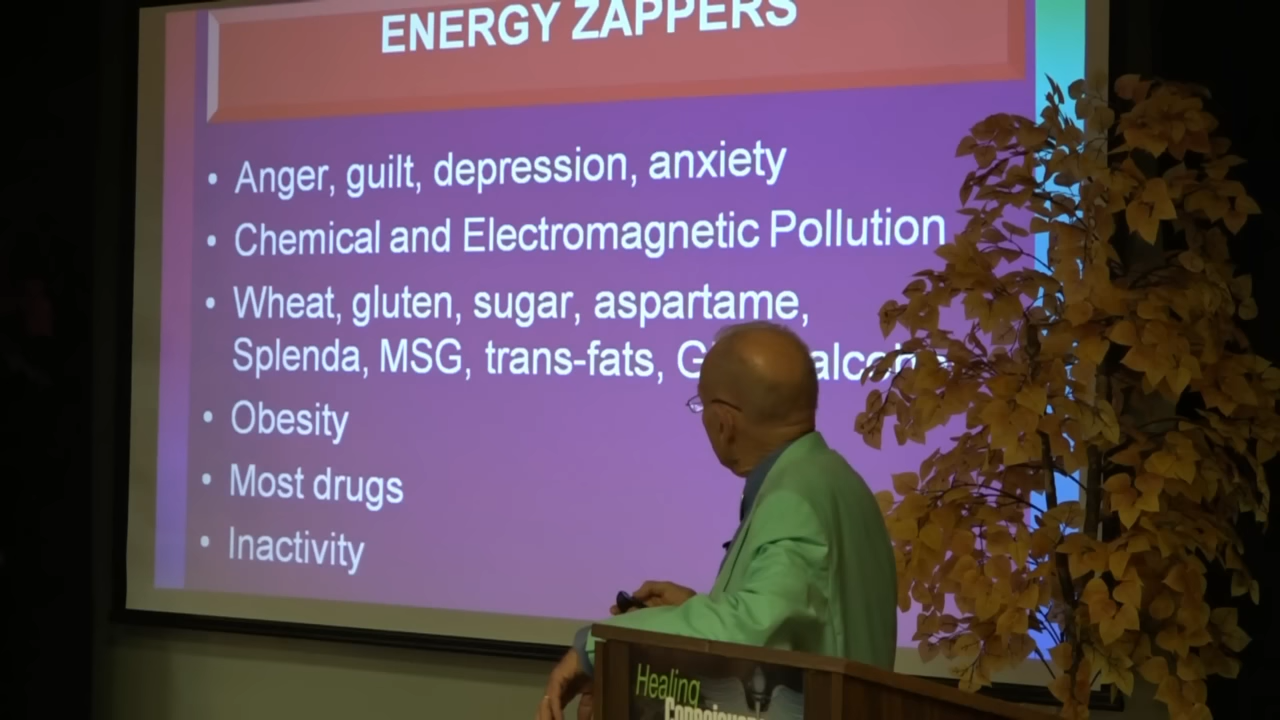 ENERGY ZAPPERS
• Anger, guilt, depression, anxiety
• Chemical and Electromagnetic Pollution
• Wheat, gluten, sugar, aspartame,
Splenda, MSG, trans-fats,
• Obesity
• Most drugs
• Inactivity
Healing